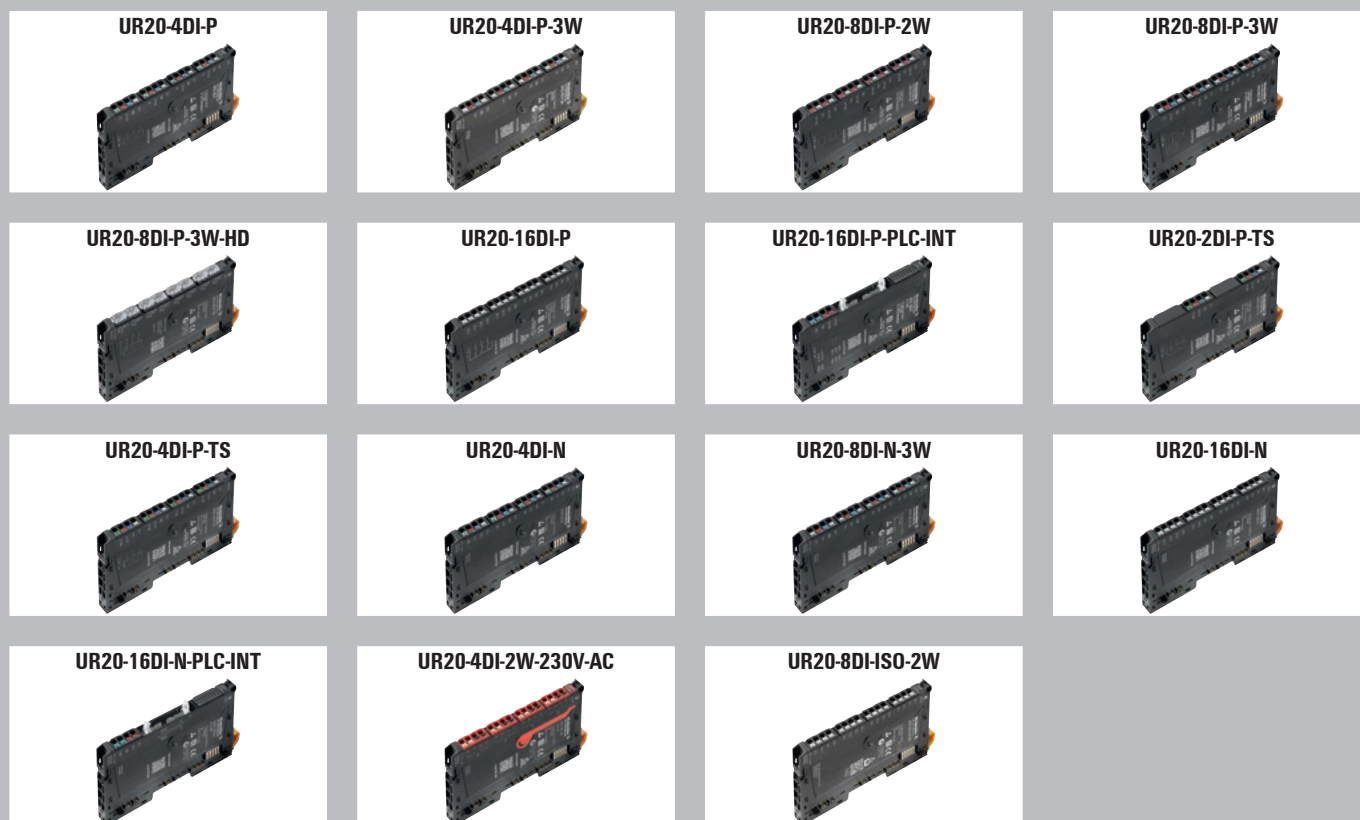 UR20-4DI-P
UR20-4DI-P-3W
UR20-8DI-P-2W
UR20-8DI-P-3W
UR20-8DI-P-3W-HD
UR20-16DI-P
UR20-16DI-P-PLC-INT
UR20-2DI-P-TS
UR20-4DI-P-TS
UR20-4DI-N
UR20-8DI-N-3W
UR20-16DI-N
UR20-16DI-N-PLC-INT
UR20-4DI-2W-230V-AC
UR20-8DI-ISO-2W